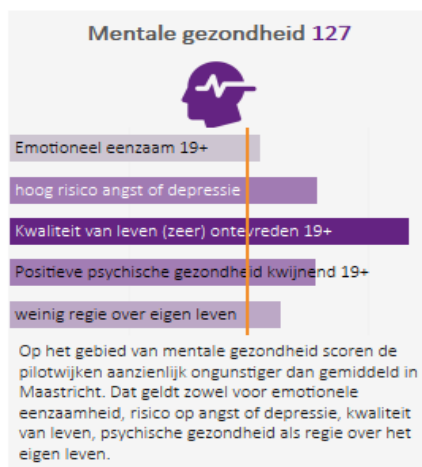 Mentale gezondheid 127
Emotioneel eenzaam 19+
hoog risico angst of depressie
Kwaliteit van leven (zeer) ontevreden 19+
Positieve psychische gezondheid kwijnend 19+
weinig regie over eigen leven
Op het gebied van mentale gezondheid scoren de
pilotwijken aanzienlijk ongunstiger dan gemiddeld in
Maastricht. Dat geldt zowel voor emotionele
eenzaamheid, risico op angst of depressie, kwaliteit
van leven, psychische gezondheid als regie over het
eigen leven.